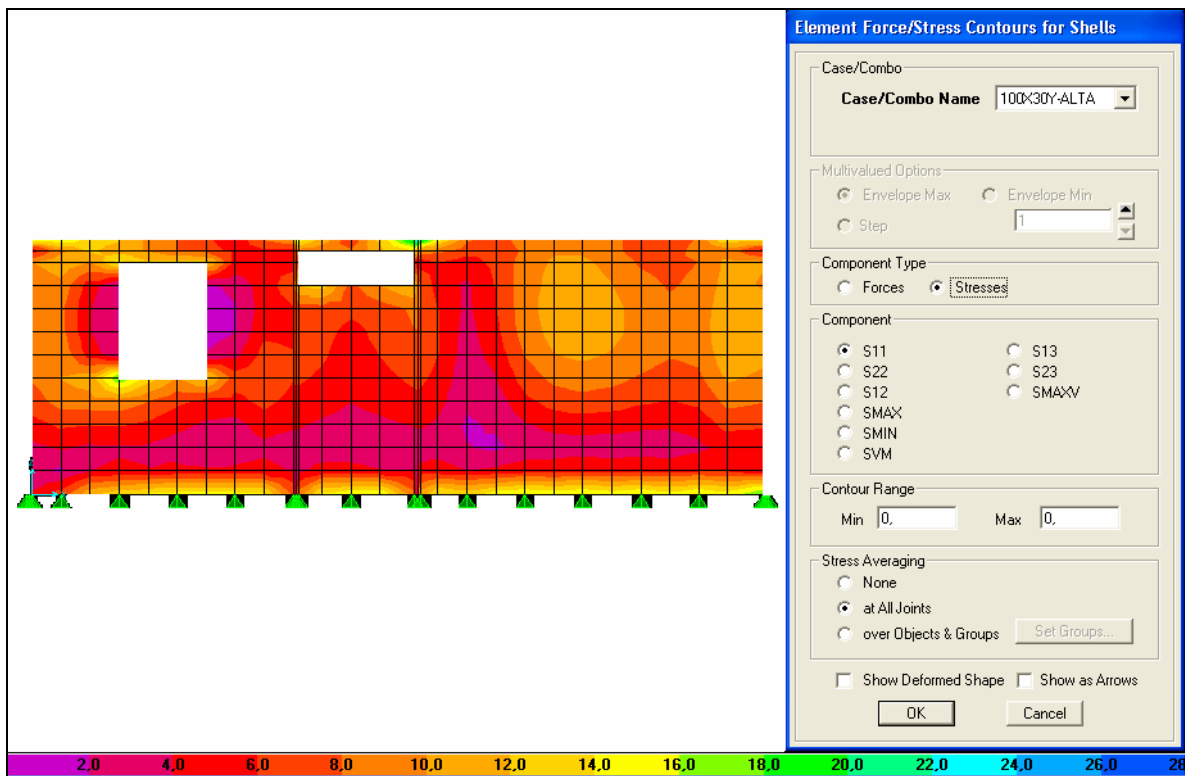 Element Force/Stress Contours for Shells
Case/Combo
Case/Combo Name 100X30Y-ALTA
Multivalued Options
Envelope Max Envelope Min
Step 1
Component Type
Forces Stresses
Component
S11 S13
S22 S23
S12 SMAXV
SMAX
SMIN
SVM
Contour Range
Min 0, Max 0,
Stress Averaging
None
at All Joints
over Objects & Groups Set Groups...
Show Deformed Shape Show as Arrows
OK Cancel
2,0 4,0 6,0 8,0 10,0 12,0 14,0 16,0 18,0 20,0 22,0 24,0 26,0 28